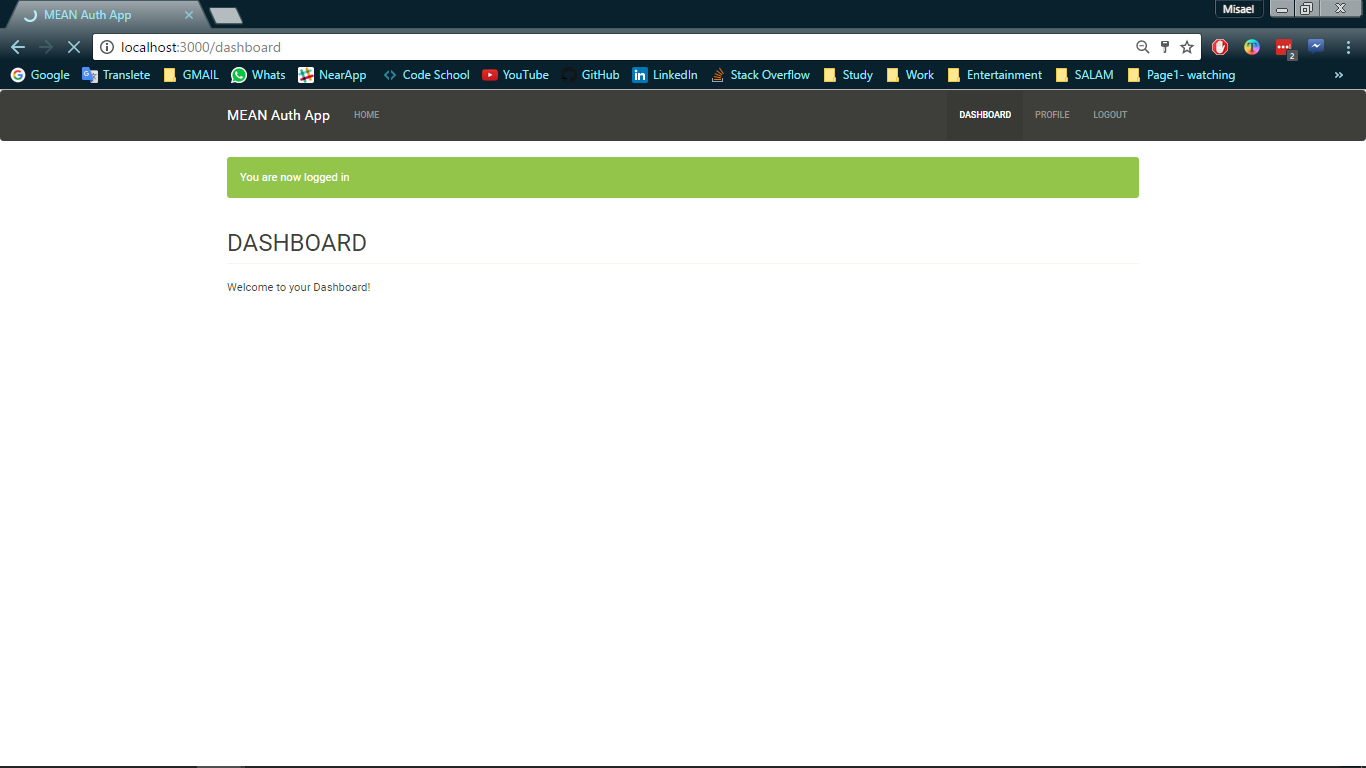 MEAN Auth App
Misael
localhost:3000/dashboard
2
Google Translete GMAIL Whats NearApp Code School YouTube GitHub LinkedIn Stack Overflow Study Work Entertainment SALAM Page1- watching »
MEAN Auth App HOME DASHBOARD PROFILE LOGOUT
You are now logged in
DASHBOARD
Welcome to your Dashboard!